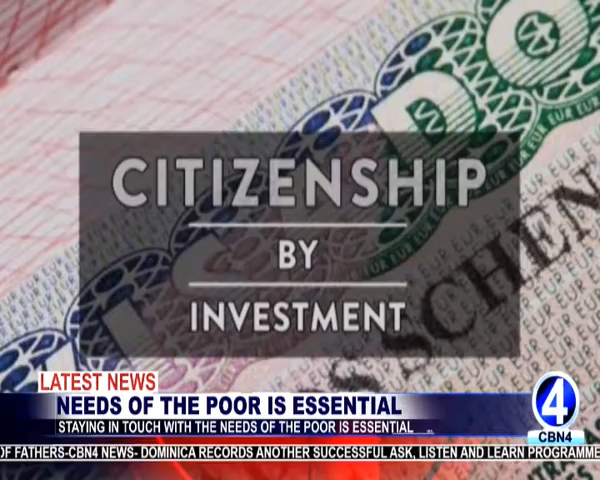 CITIZENSHIP
BY
INVESTMENT
SCHEN
LATEST NEWS
NEEDS OF THE POOR IS ESSENTIAL
STAYING IN TOUCH WITH THE NEEDS OF THE POOR IS ESSENTIAL
4
CBN4
OF FATHERS-CBN4 NEWS- DOMINICA RECORDS ANOTHER SUCCESSFUL ASK, LISTEN AND LEARN PROGRAMME